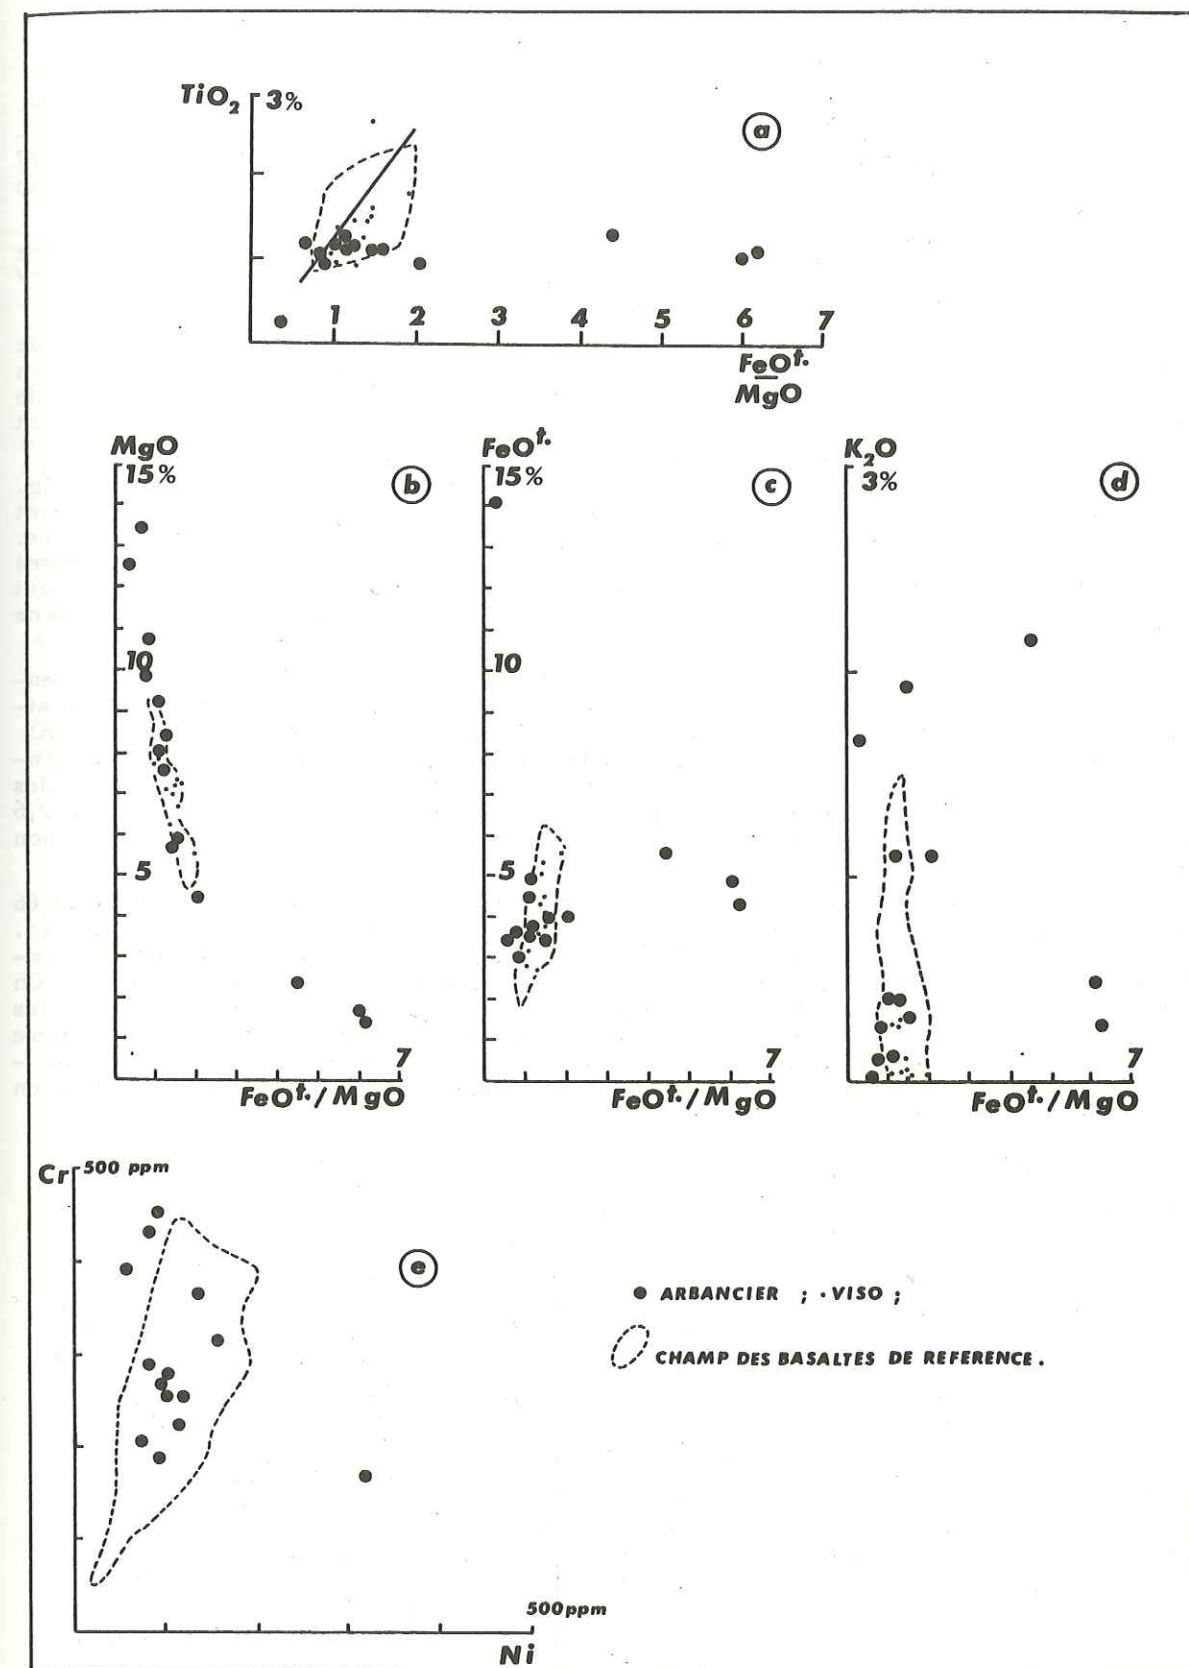 TiO₂ 3%
a
1 2 3 4 5 6 7
FeOt.
MgO
MgO FeOt. K₂O
15% b 15% c 3% d
10 10
5 5
7 7 7
FeOt./MgO FeOt./MgO FeOt./MgO
Cr 500 ppm
e
● ARBANCIER ; · VISO ;
CHAMP DES BASALTES DE REFERENCE.
500ppm
Ni